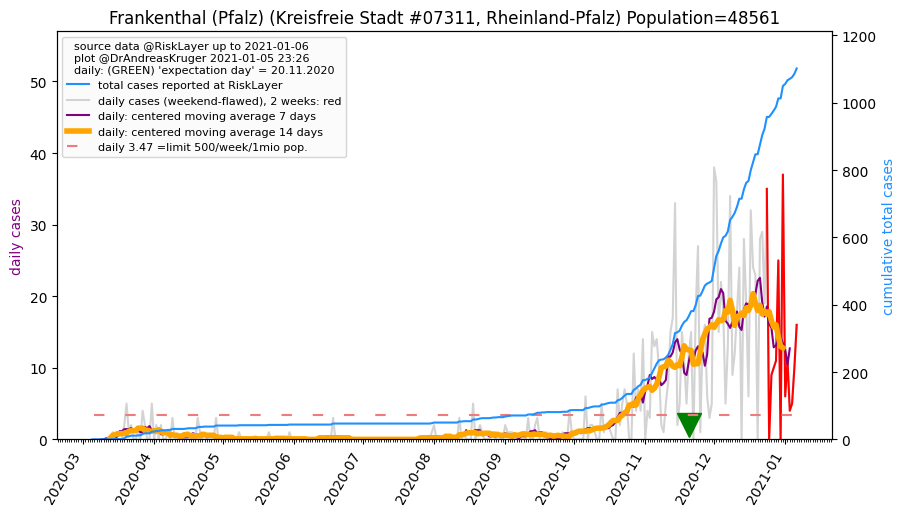 Frankenthal (Pfalz) (Kreisfreie Stadt #07311, Rheinland-Pfalz) Population=48561
source data @RiskLayer up to 2021-01-06
plot @DrAndreasKruger 2021-01-05 23:26
daily: (GREEN) 'expectation day' = 20.11.2020
total cases reported at RiskLayer
daily cases (weekend-flawed), 2 weeks: red
daily: centered moving average 7 days
daily: centered moving average 14 days
daily 3.47 =limit 500/week/1mio pop.
daily cases
0
10
20
30
40
50
cumulative total cases
0
200
400
600
800
1000
1200
2020-03
2020-04
2020-05
2020-06
2020-07
2020-08
2020-09
2020-10
2020-11
2020-12
2021-01